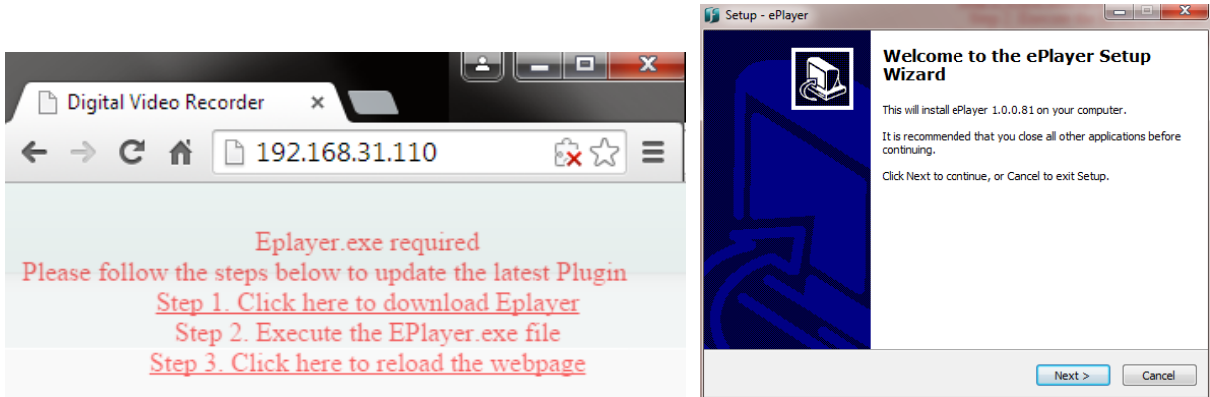 Digital Video Recorder
192.168.31.110
Eplayer.exe required
Please follow the steps below to update the latest Plugin
Step 1. Click here to download Eplayer
Step 2. Execute the EPlayer.exe file
Step 3. Click here to reload the webpage
Setup - ePlayer
Welcome to the ePlayer Setup
Wizard
This will install ePlayer 1.0.0.81 on your computer.
It is recommended that you close all other applications before
continuing.
Click Next to continue, or Cancel to exit Setup.
Next >
Cancel